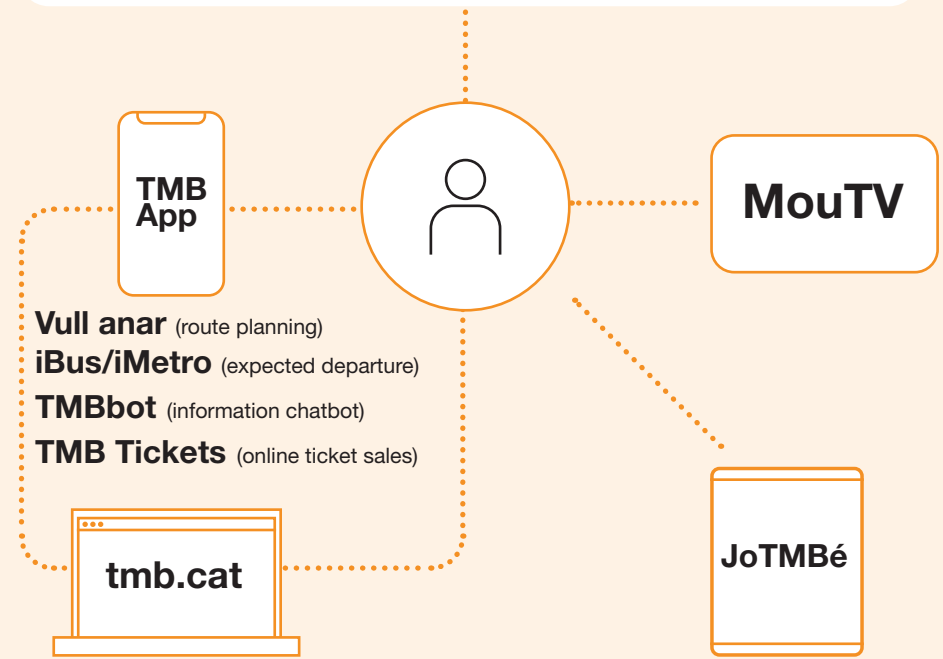 TMB
App
MouTV
Vull anar (route planning)
iBus/iMetro (expected departure)
TMBbot (information chatbot)
TMB Tickets (online ticket sales)
tmb.cat
JoTMBé